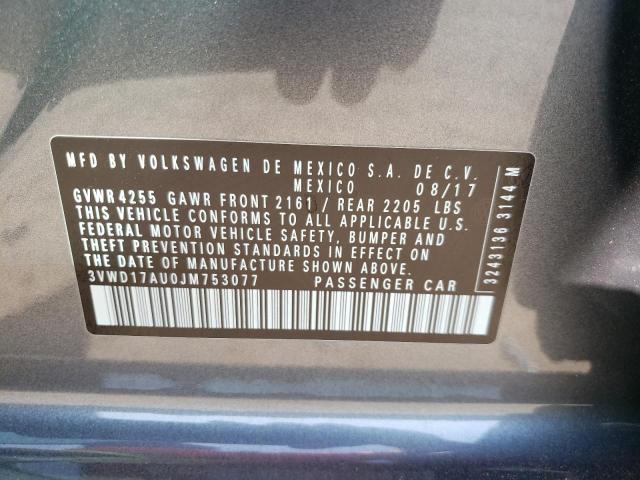 MFD BY VOLKSWAGEN DE MEXICO S.A. DE C.V.
MEXICO 08/17
GVWR 4255 GAWR FRONT 2161 / REAR 2205 LBS
THIS VEHICLE CONFORMS TO ALL APPLICABLE U.S.
FEDERAL MOTOR VEHICLE SAFETY, BUMPER AND
THEFT PREVENTION STANDARDS IN EFFECT ON
THE DATE OF MANUFACTURE SHOWN ABOVE.
3VWD17AU0JM753077 PASSENGER CAR
3243136 3144 M